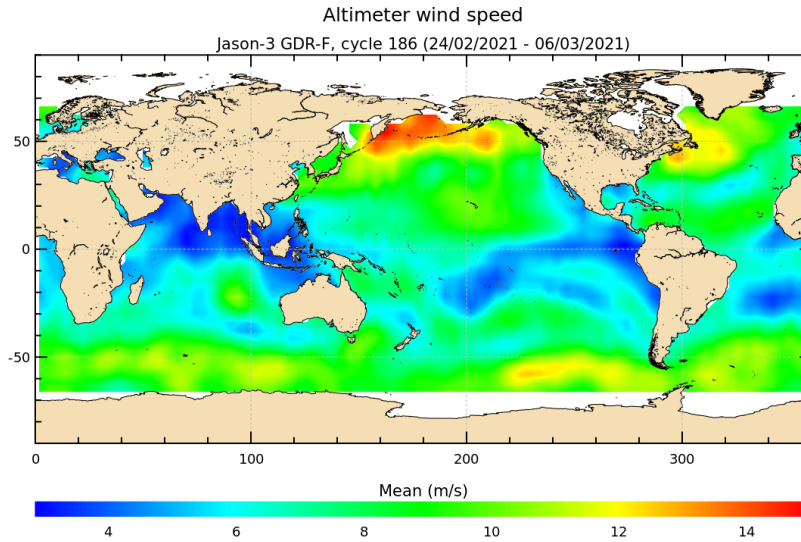 Altimeter wind speed
Jason-3 GDR-F, cycle 186 (24/02/2021 - 06/03/2021)
50
0
-50
0 100 200 300
Mean (m/s)
4 6 8 10 12 14